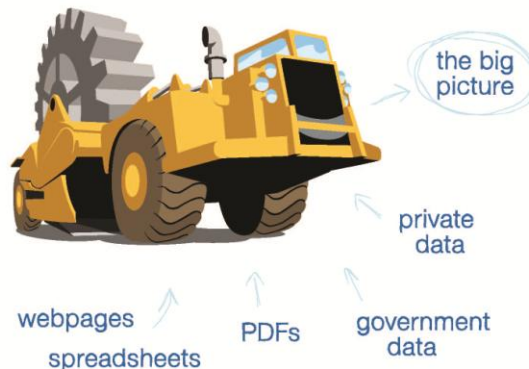 the big
picture
private
data
webpages
spreadsheets
PDFs
government
data